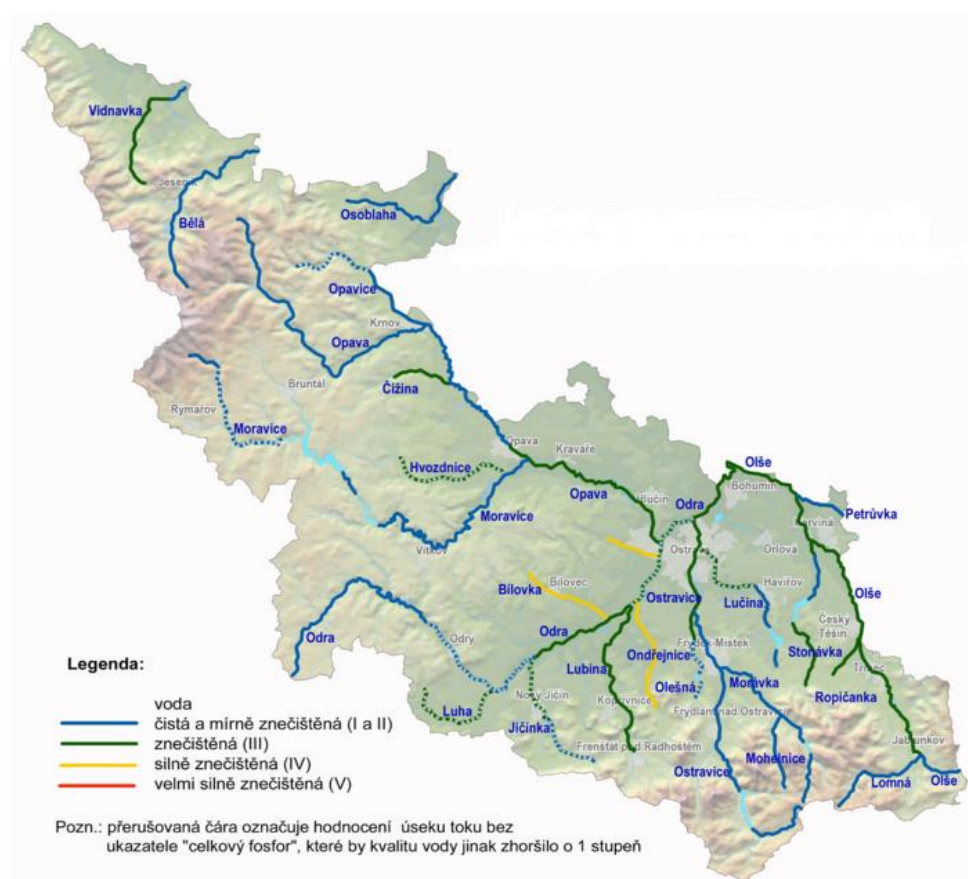 Vidnavka
Jeseník
Bělá
Osoblaha
Opavice
Krnov
Opava
Čižina
Bruntál
Rymařov
Moravice
Opava
Kravaře
Hvozdnice
Opava
Hlučín
Odra
Olše
Bohumín
Petrůvka
Karviná
Moravice
Vítkov
Ostrava
Orlová
Bílovec
Bílovka
Ostravice
Havířov
Lučina
Olše
Český
Těšín
Odra
Odry
Odra
Frýdek-Místek
Stonávka
Lubina
Ondřejnice
Třinec
Olešná
Morávka
Ropičanka
Nový Jičín
Kopřivnice
Luha
Jičínka
Frýdlant nad Ostravicí
Frenštát pod Radhoštěm
Jablunkov
Ostravice
Mohelnice
Lomná
Olše
Legenda:
voda
čistá a mírně znečištěná (I a II)
znečištěná (III)
silně znečištěná (IV)
velmi silně znečištěná (V)
Pozn.: přerušovaná čára označuje hodnocení úseku toku bez
ukazatele "celkový fosfor", které by kvalitu vody jinak zhoršilo o 1 stupeň